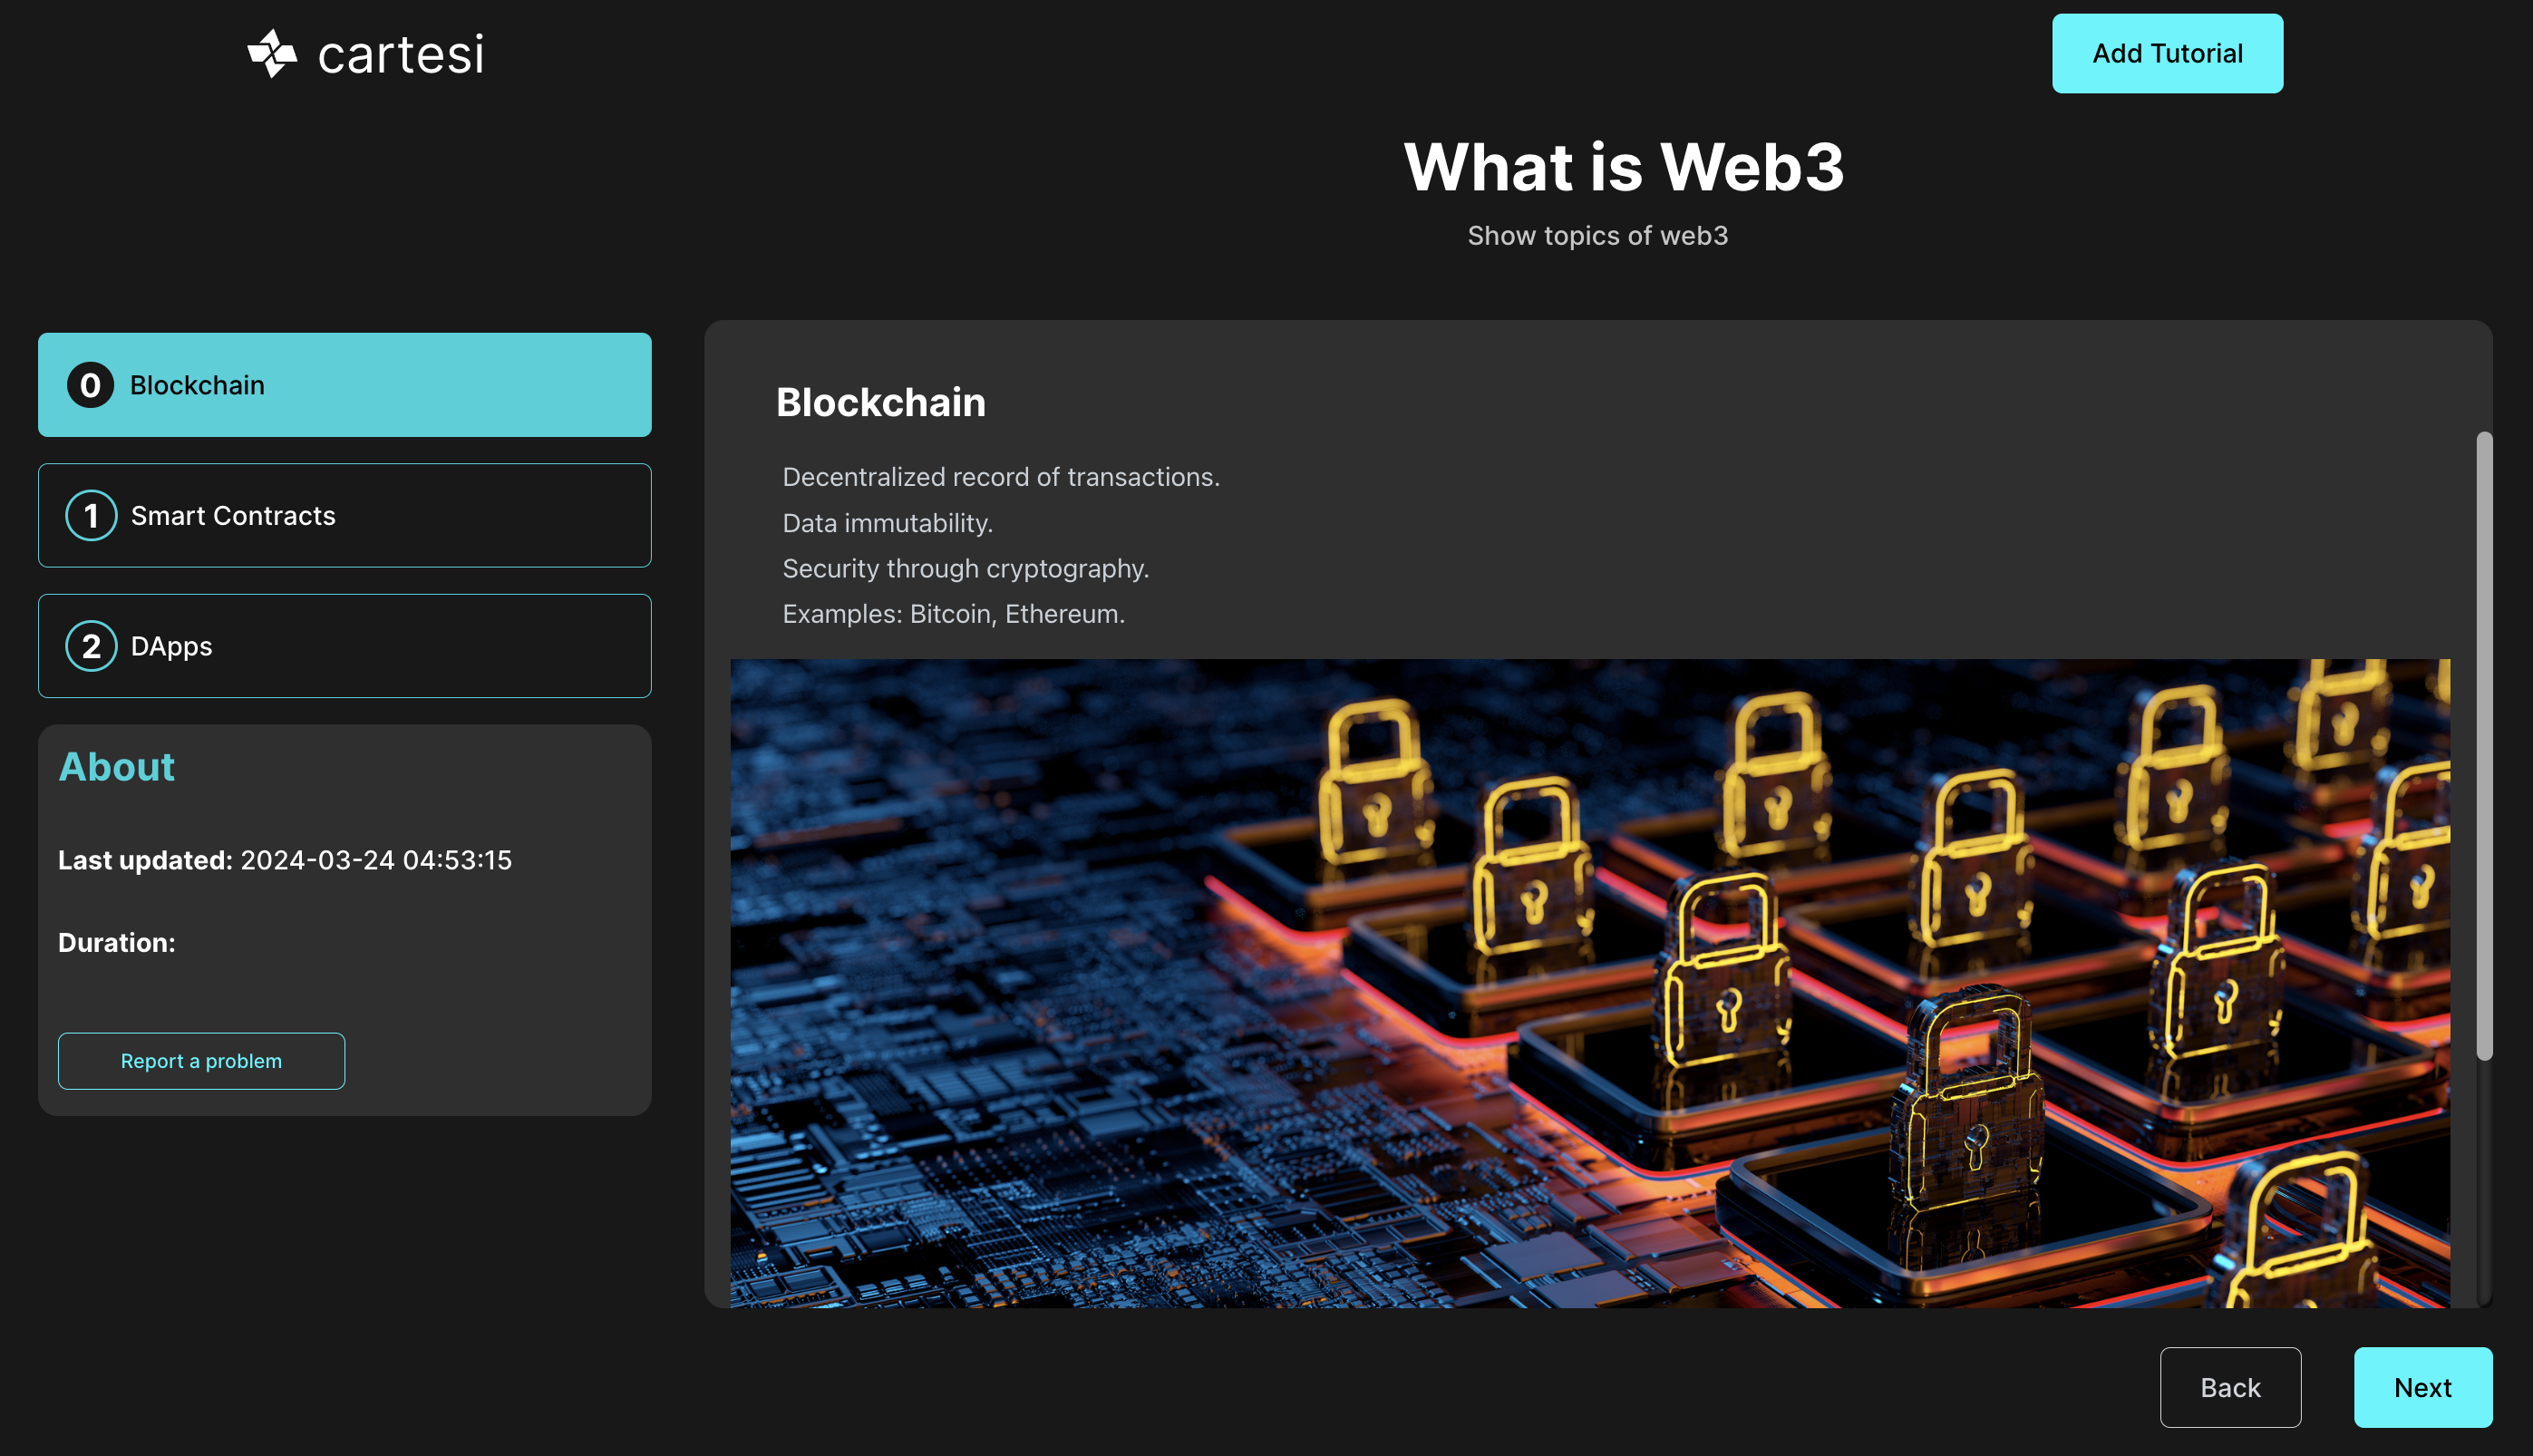 cartesi
Add Tutorial
What is Web3
Show topics of web3
0 Blockchain
1 Smart Contracts
2 DApps
About
Last updated: 2024-03-24 04:53:15
Duration:
Report a problem
Blockchain
Decentralized record of transactions.
Data immutability.
Security through cryptography.
Examples: Bitcoin, Ethereum.
Back
Next